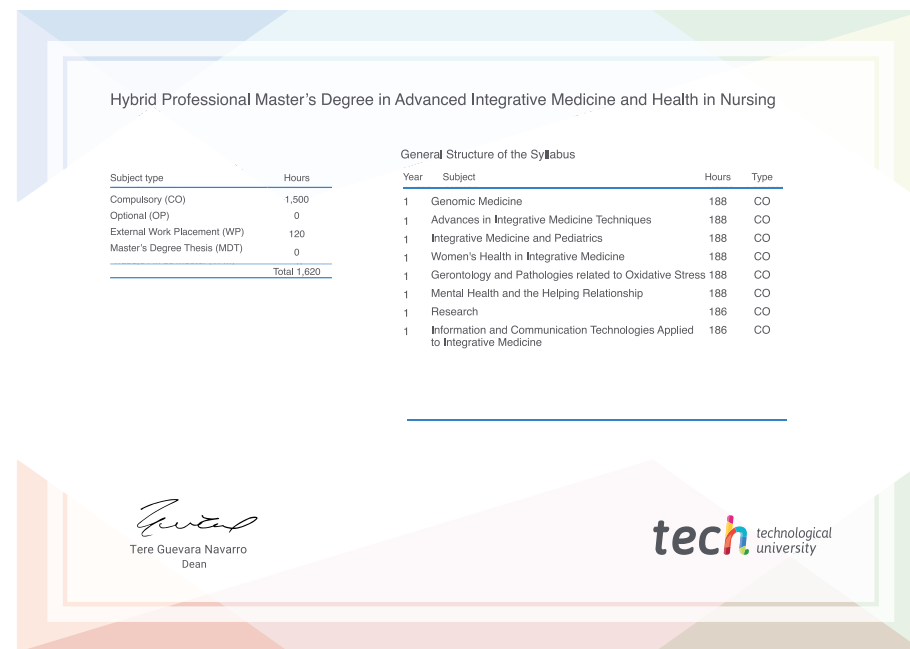 Hybrid Professional Master's Degree in Advanced Integrative Medicine and Health in Nursing
Subject type Hours
Compulsory (CO) 1,500
Optional (OP) 0
External Work Placement (WP) 120
Master's Degree Thesis (MDT) 0
Total 1,620
General Structure of the Syllabus
Year Subject Hours Type
1 Genomic Medicine 188 CO
1 Advances in Integrative Medicine Techniques 188 CO
1 Integrative Medicine and Pediatrics 188 CO
1 Women's Health in Integrative Medicine 188 CO
1 Gerontology and Pathologies related to Oxidative Stress 188 CO
1 Mental Health and the Helping Relationship 188 CO
1 Research 186 CO
1 Information and Communication Technologies Applied 186 CO
to Integrative Medicine
Tere Guevara Navarro
Dean
tech technological
university